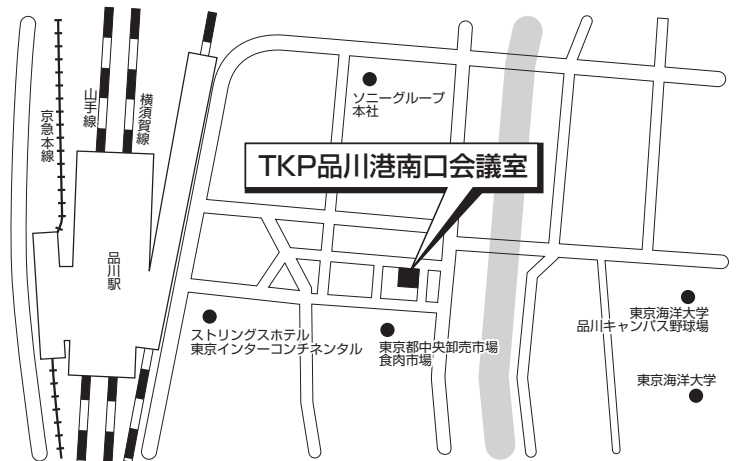 ソニーグループ
本社
山手線
横須賀線
京急本線
TKP品川港南口会議室
品川駅
東京海洋大学
品川キャンパス野球場
ストリングスホテル
東京インターコンチネンタル
東京都中央卸売市場
食肉市場
東京海洋大学